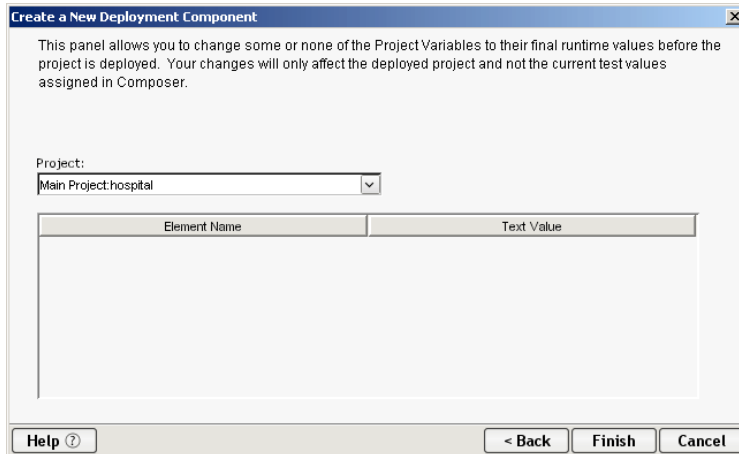 Create a New Deployment Component
This panel allows you to change some or none of the Project Variables to their final runtime values before the
project is deployed.  Your changes will only affect the deployed project and not the current test values
assigned in Composer.
Project:
Main Project:hospital
Element Name
Text Value
Help ?
< Back
Finish
Cancel